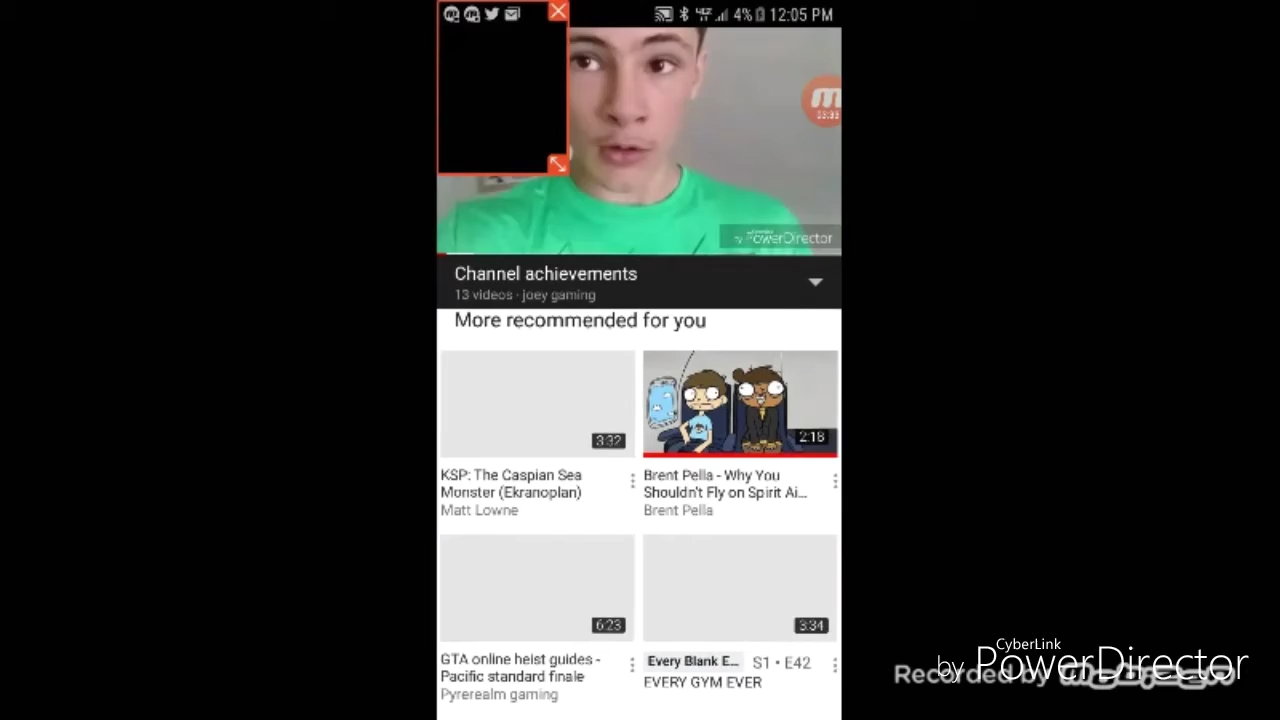 4% 12:05 PM
by PowerDirector
Channel achievements
13 videos · joey gaming
More recommended for you
3:32
2:18
KSP: The Caspian Sea
Monster (Ekranoplan)
Matt Lowne
Brent Pella - Why You
Shouldn't Fly on Spirit Ai...
Brent Pella
6:23
3:34
GTA online heist guides -
Pacific standard finale
Pyrerealm gaming
Every Blank E... S1 • E42
EVERY GYM EVER
CyberLink
by PowerDirector
Recorded by